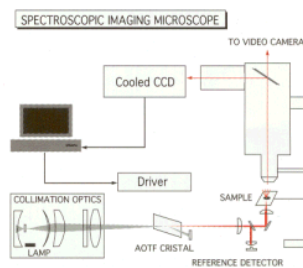 SPECTROSCOPIC IMAGING MICROSCOPE
TO VIDEO CAMERA
Cooled CCD
Driver
SAMPLE
COLLIMATION OPTICS
LAMP
AOTF CRISTAL
REFERENCE DETECTOR